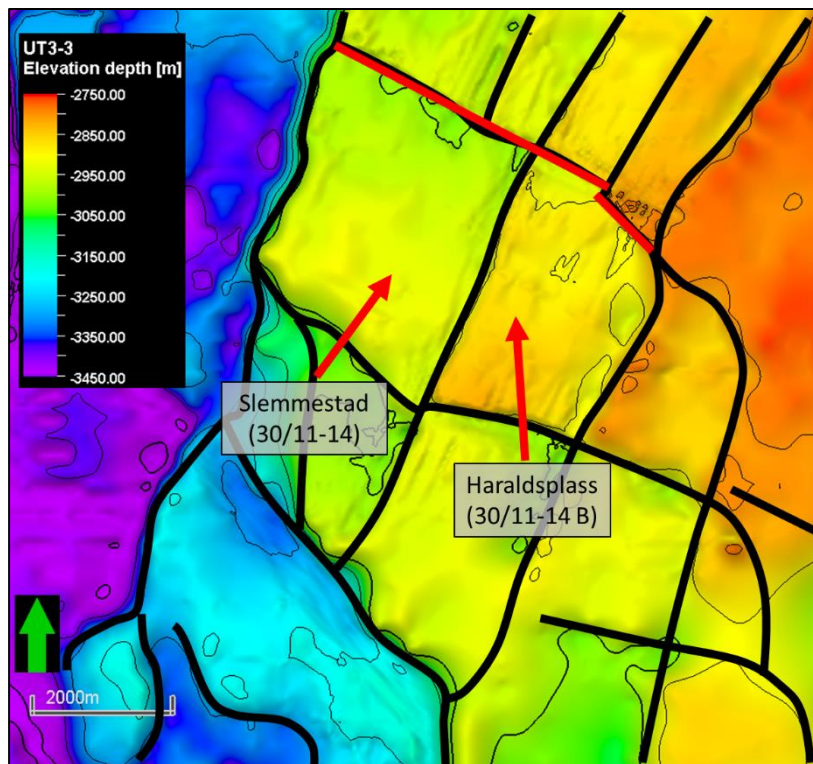 UT3-3
Elevation depth [m]
-2750.00
-2850.00
-2950.00
-3050.00
-3150.00
-3250.00
-3350.00
-3450.00
Slemmestad
(30/11-14)
Haraldsplass
(30/11-14 B)
2000m